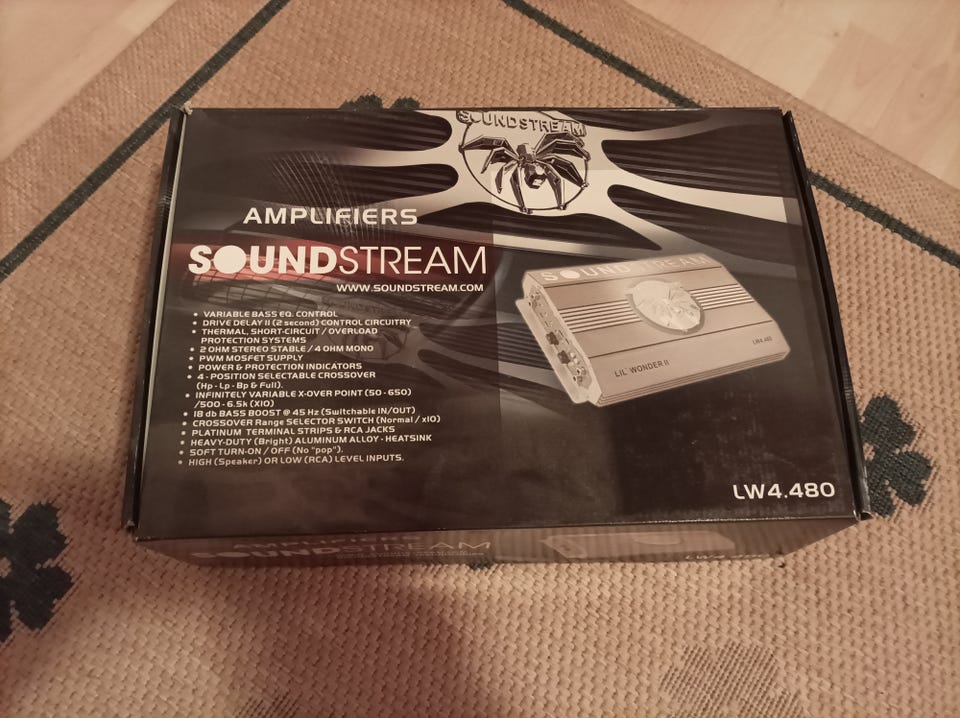 SOUNDSTREAM
AMPLIFIERS
SOUNDSTREAM
WWW.SOUNDSTREAM.COM
• VARIABLE BASS EQ. CONTROL
• DRIVE DELAY II (2 second) CONTROL CIRCUITRY
• THERMAL, SHORT-CIRCUIT / OVERLOAD
PROTECTION SYSTEMS
• 2 OHM STEREO STABLE / 4 OHM MONO
• PWM MOSFET SUPPLY
• POWER & PROTECTION INDICATORS
• 4 - POSITION SELECTABLE CROSSOVER
(Hp - Lp - Bp & Full).
• INFINITELY VARIABLE X-OVER POINT (50 - 650)
/500 - 6.5k (X10)
• 18 db BASS BOOST @ 45 Hz (Switchable IN/OUT)
• CROSSOVER Range SELECTOR SWITCH (Normal / x10)
• PLATINUM TERMINAL STRIPS & RCA JACKS
• HEAVY-DUTY (Bright) ALUMINUM ALLOY - HEATSINK
• SOFT TURN-ON / OFF (No "pop").
• HIGH (Speaker) OR LOW (RCA) LEVEL INPUTS.
SOUNDSTREAM
LIL' WONDER II
LW4.480
LW4.480
SOUNDSTREAM
LW4.480